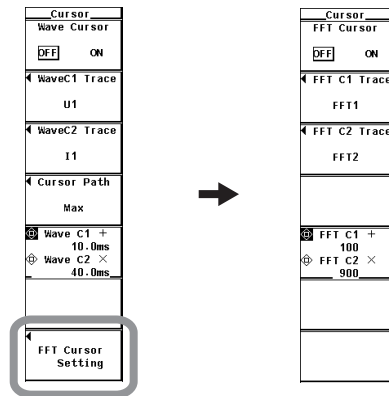 Cursor
Wave Cursor
OFF ON
WaveC1 Trace
U1
WaveC2 Trace
I1
Cursor Path
Max
Wave C1 +
10.0ms
Wave C2 ×
40.0ms
FFT Cursor
Setting
Cursor
FFT Cursor
OFF ON
FFT C1 Trace
FFT1
FFT C2 Trace
FFT2
FFT C1 +
100
FFT C2 ×
900